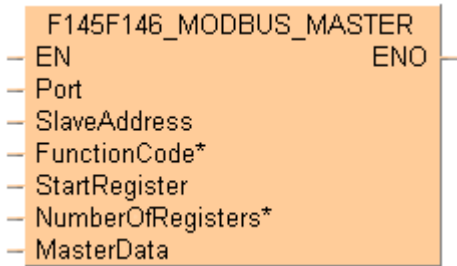 F145F146_MODBUS_MASTER
EN ENO
Port
SlaveAddress
FunctionCode*
StartRegister
NumberOfRegisters*
MasterData